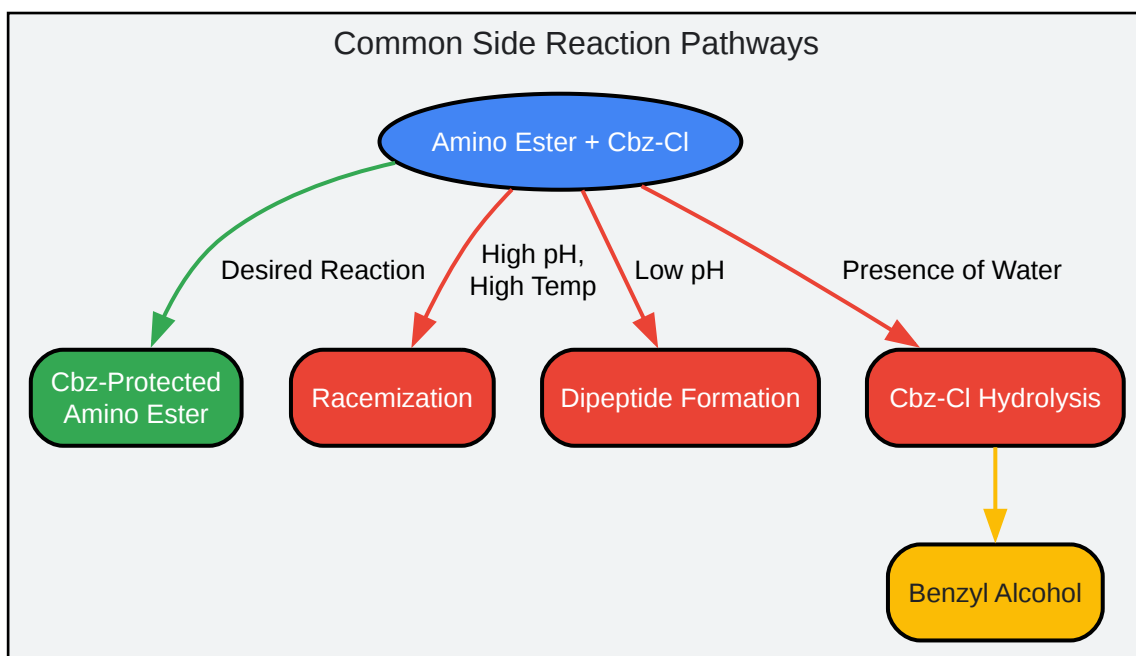 Common Side Reaction Pathways
Amino Ester + Cbz-Cl
Desired Reaction
High pH,
High Temp
Low pH
Presence of Water
Cbz-Protected
Amino Ester
Racemization
Dipeptide Formation
Cbz-Cl Hydrolysis
Benzyl Alcohol